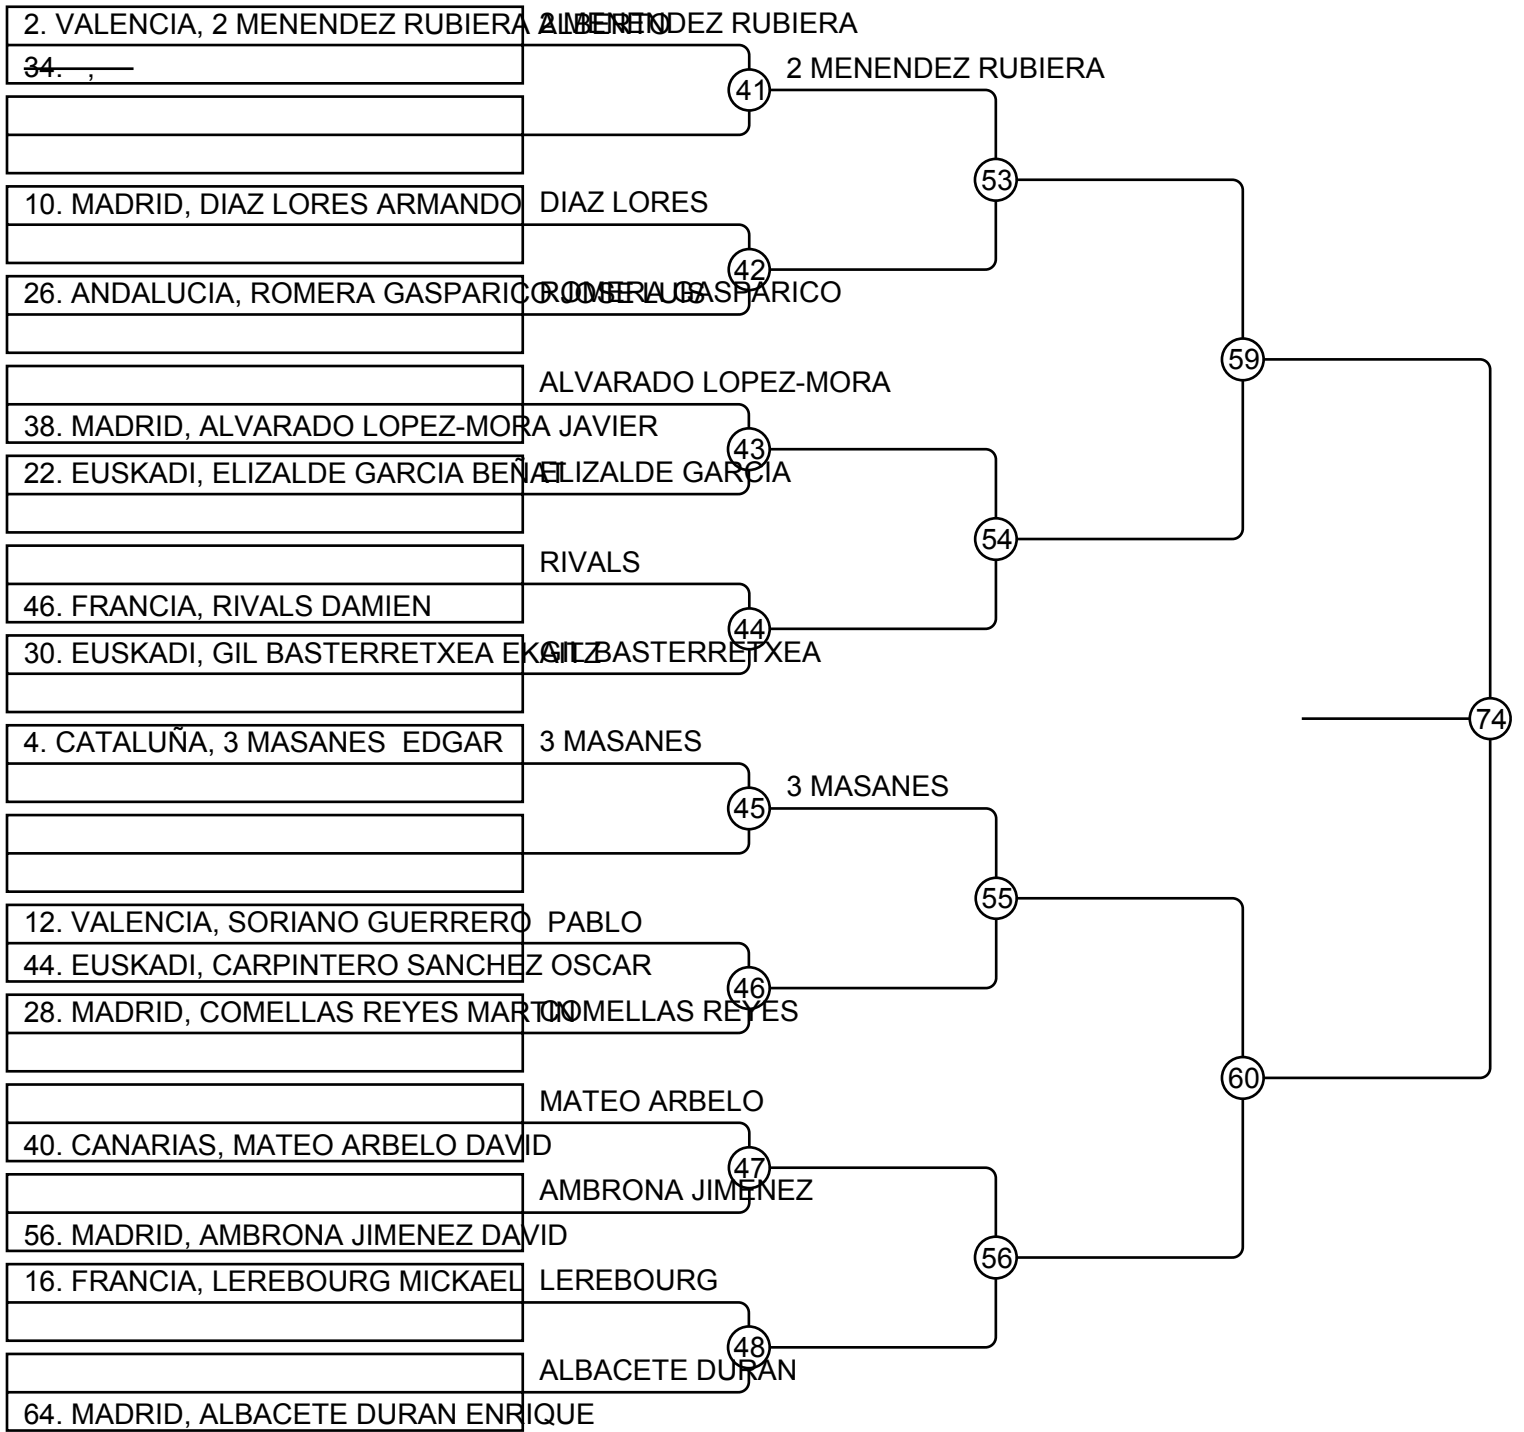 2. VALENCIA, 2 MENENDEZ RUBIERA ALBERTO
2 MENENDEZ RUBIERA
34. ,
41
2 MENENDEZ RUBIERA
53
10. MADRID, DIAZ LORES ARMANDO
DIAZ LORES
42
26. ANDALUCIA, ROMERA GASPARICO JOSE LUIS
ROMERA GASPARICO
59
ALVARADO LOPEZ-MORA
38. MADRID, ALVARADO LOPEZ-MORA JAVIER
43
22. EUSKADI, ELIZALDE GARCIA BEÑAT
ELIZALDE GARCIA
54
RIVALS
46. FRANCIA, RIVALS DAMIEN
44
30. EUSKADI, GIL BASTERRETXEA EKAITZ
GIL BASTERRETXEA
74
4. CATALUÑA, 3 MASANES  EDGAR
3 MASANES
45
3 MASANES
55
12. VALENCIA, SORIANO GUERRERO  PABLO
44. EUSKADI, CARPINTERO SANCHEZ OSCAR
46
28. MADRID, COMELLAS REYES MARTIN
COMELLAS REYES
60
MATEO ARBELO
40. CANARIAS, MATEO ARBELO DAVID
47
AMBRONA JIMENEZ
56. MADRID, AMBRONA JIMENEZ DAVID
56
16. FRANCIA, LEREBOURG MICKAEL
LEREBOURG
48
ALBACETE DURAN
64. MADRID, ALBACETE DURAN ENRIQUE